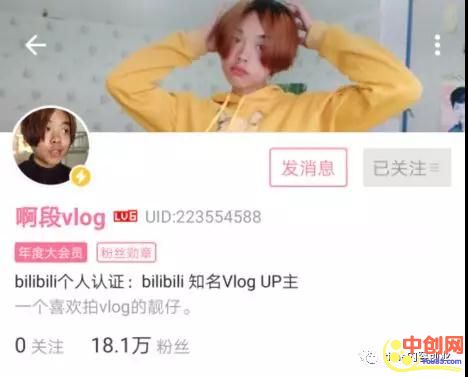 发消息
已关注
啊段vlog LV6 UID:223554588
年度大会员 粉丝勋章
bilibili个人认证：bilibili 知名Vlog UP主
一个喜欢拍vlog的靓仔。
0 关注 18.1万 粉丝
中创网